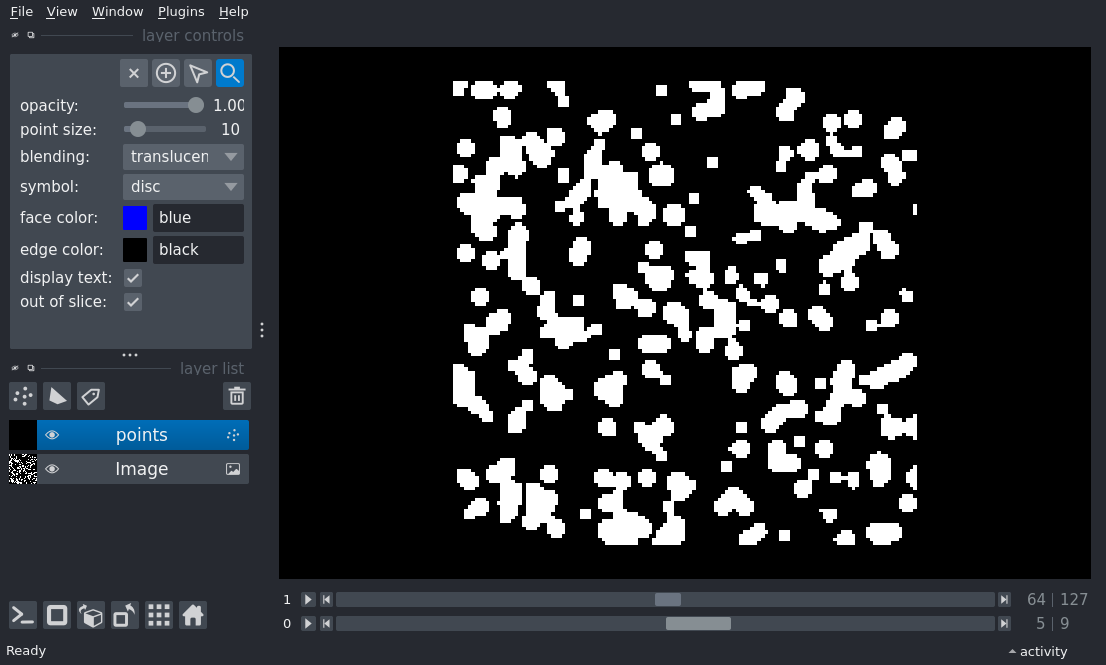 File View Window Plugins Help
layer controls
opacity: 1.00
point size: 10
blending: translucen
symbol: disc
face color: blue
edge color: black
display text:
out of slice:
layer list
points
Image
1 64 | 127
0 5 | 9
Ready activity